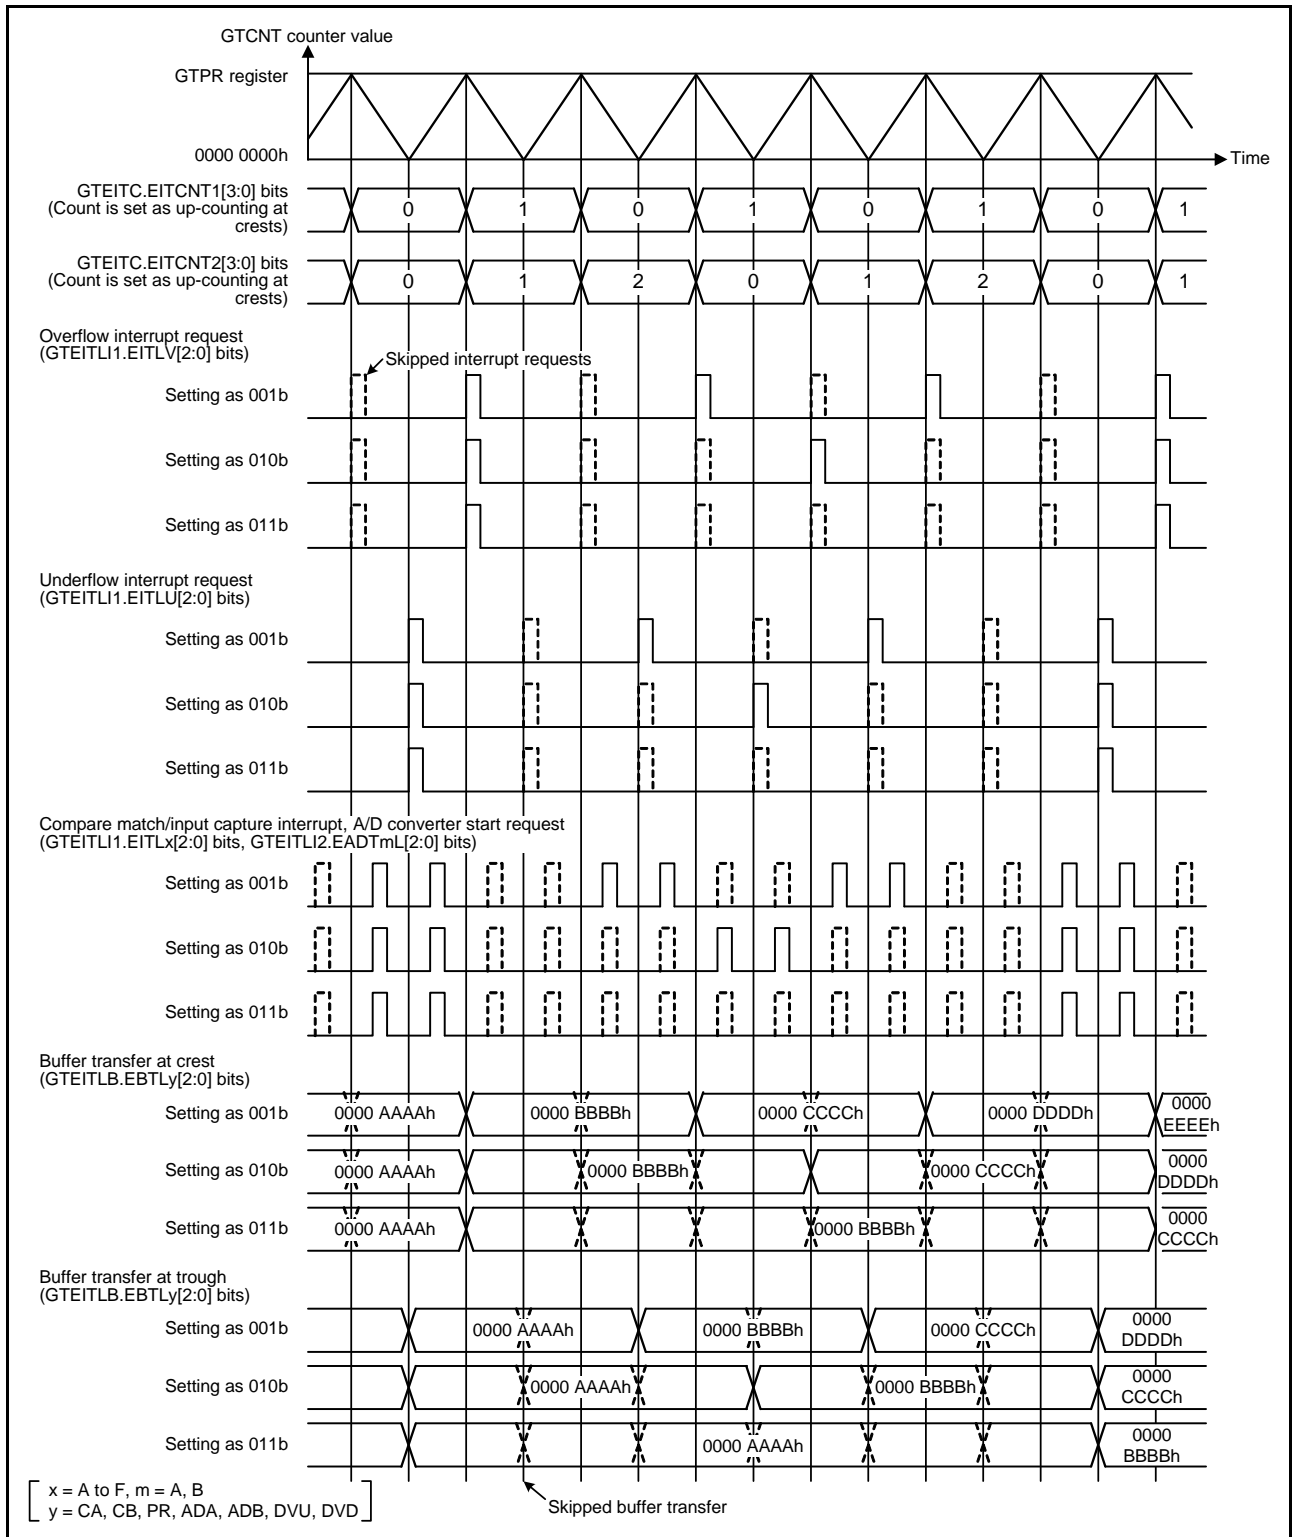 GTCNT counter value
GTPR register
0000 0000h
Time
GTEITC.EITCNT1[3:0] bits
(Count is set as up-counting at
crests)
0 1 0 1 0 1 0 1
GTEITC.EITCNT2[3:0] bits
(Count is set as up-counting at
crests)
0 1 2 0 1 2 0 1
Overflow interrupt request
(GTEITLI1.EITLV[2:0] bits)
Skipped interrupt requests
Setting as 001b
Setting as 010b
Setting as 011b
Underflow interrupt request
(GTEITLI1.EITLU[2:0] bits)
Setting as 001b
Setting as 010b
Setting as 011b
Compare match/input capture interrupt, A/D converter start request
(GTEITLI1.EITLx[2:0] bits, GTEITLI2.EADTmL[2:0] bits)
Setting as 001b
Setting as 010b
Setting as 011b
Buffer transfer at crest
(GTEITLB.EBTLy[2:0] bits)
Setting as 001b 0000 AAAAh 0000 BBBBh 0000 CCCCh 0000 DDDDh 0000
EEEEh
Setting as 010b 0000 AAAAh 0000 BBBBh 0000 CCCCh 0000
DDDDh
Setting as 011b 0000 AAAAh 0000 BBBBh 0000
CCCCh
Buffer transfer at trough
(GTEITLB.EBTLy[2:0] bits)
Setting as 001b 0000 AAAAh 0000 BBBBh 0000 CCCCh 0000
DDDDh
Setting as 010b 0000 AAAAh 0000 BBBBh 0000
CCCCh
Setting as 011b 0000 AAAAh 0000
BBBBh
x = A to F, m = A, B
y = CA, CB, PR, ADA, ADB, DVU, DVD
Skipped buffer transfer